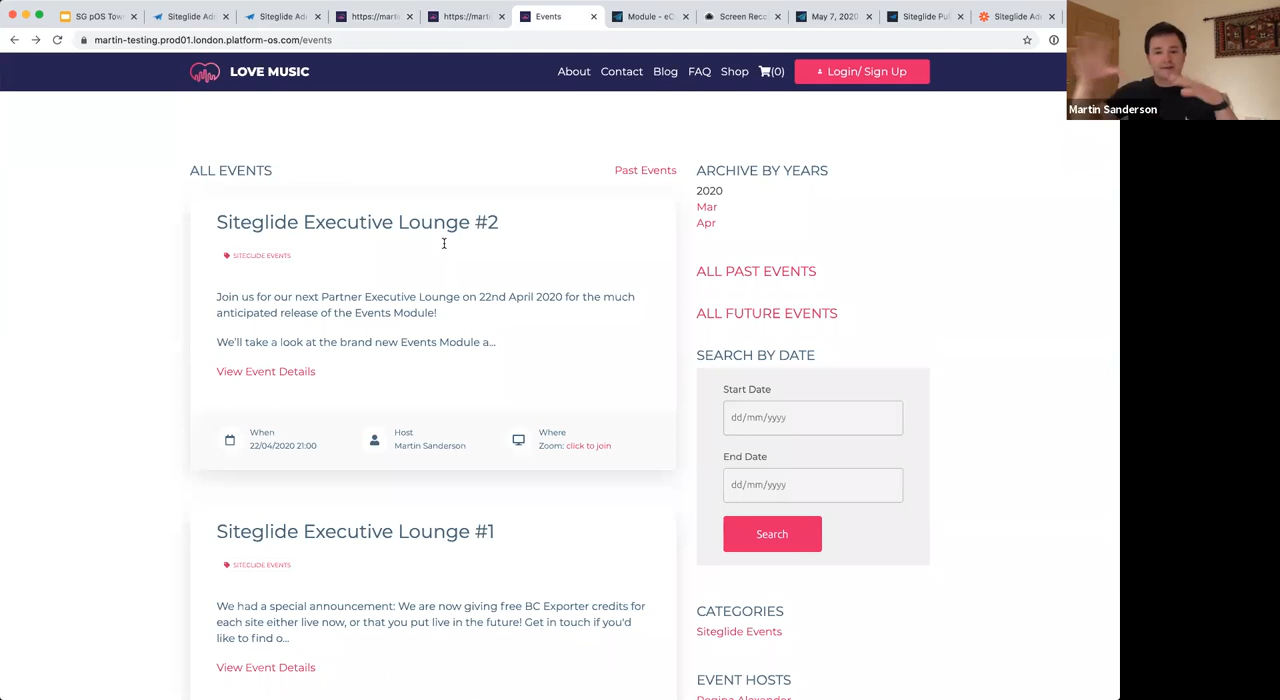 SG pOS Town
Siteglide Ad
Siteglide Ad
https://mart
https://mart
Events
Module - eC
Screen Rec
May 7, 2020
Siteglide Pu
Siteglide Ad
martin-testing.prod01.london.platform-os.com/events
LOVE MUSIC
About
Contact
Blog
FAQ
Shop
(0)
Login/ Sign Up
Martin Sanderson
ALL EVENTS
Past Events
Siteglide Executive Lounge #2
SITEGLIDE EVENTS
Join us for our next Partner Executive Lounge on 22nd April 2020 for the much
anticipated release of the Events Module!
We'll take a look at the brand new Events Module a...
View Event Details
When
22/04/2020 21:00
Host
Martin Sanderson
Where
Zoom: click to join
Siteglide Executive Lounge #1
SITEGLIDE EVENTS
We had a special announcement: We are now giving free BC Exporter credits for
each site either live now, or that you put live in the future! Get in touch if you'd
like to find o...
View Event Details
ARCHIVE BY YEARS
2020
Mar
Apr
ALL PAST EVENTS
ALL FUTURE EVENTS
SEARCH BY DATE
Start Date
dd/mm/yyyy
End Date
dd/mm/yyyy
Search
CATEGORIES
Siteglide Events
EVENT HOSTS
Regina Alexander